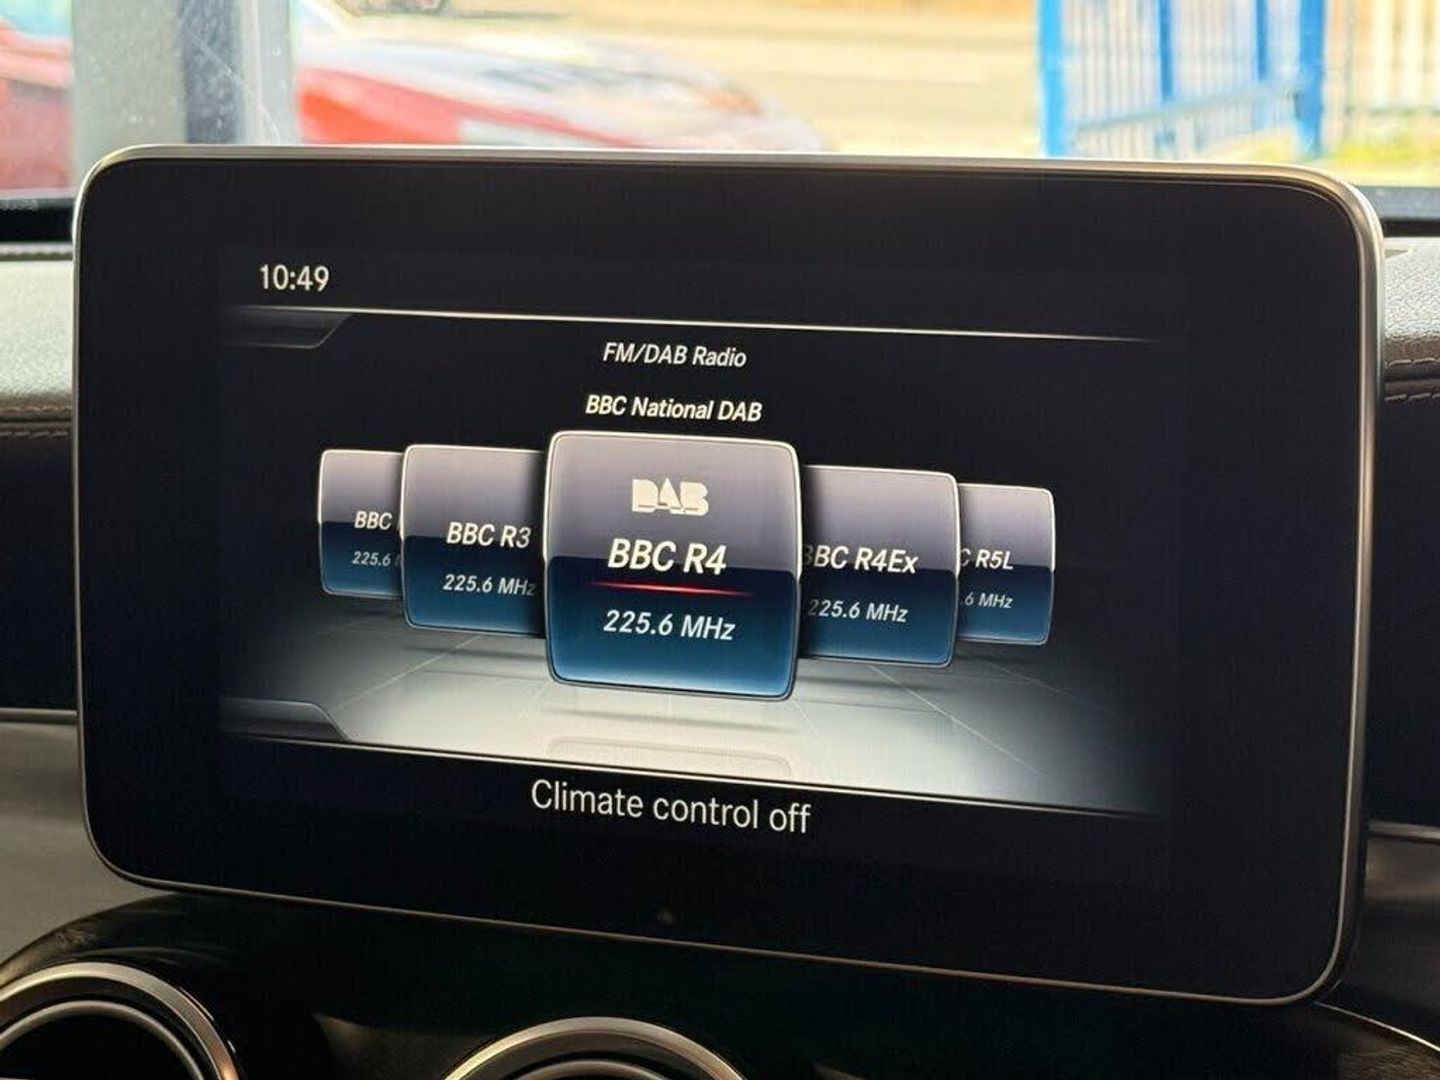 10:49
FM/DAB Radio
BBC National DAB
DAB
BBC
225.6
BBC R3
225.6 MHz
BBC R4
225.6 MHz
BBC R4Ex
225.6 MHz
C R5L
.6 MHz
Climate control off